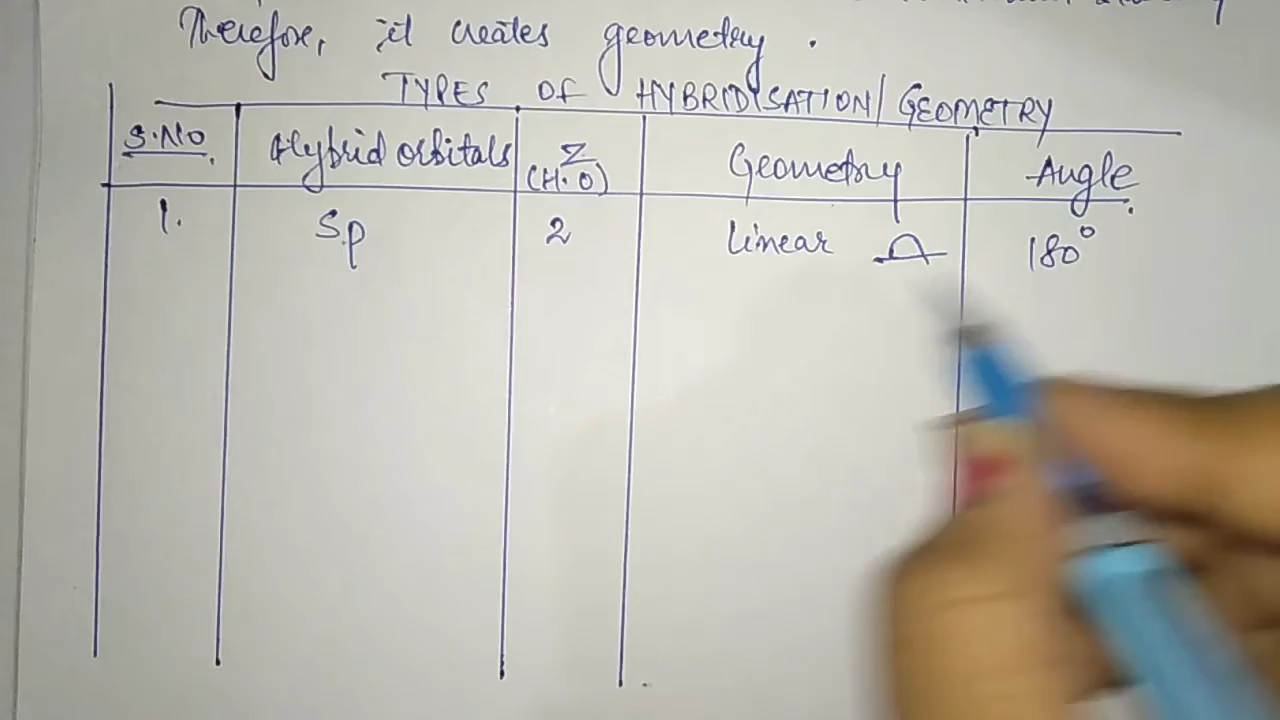 Therefore, it creates geometry.
TYPES OF HYBRIDISATION/GEOMETRY
S.NO. Hybrid orbitals Z (H.O) Geometry Angle
1. Sp 2 linear 180°